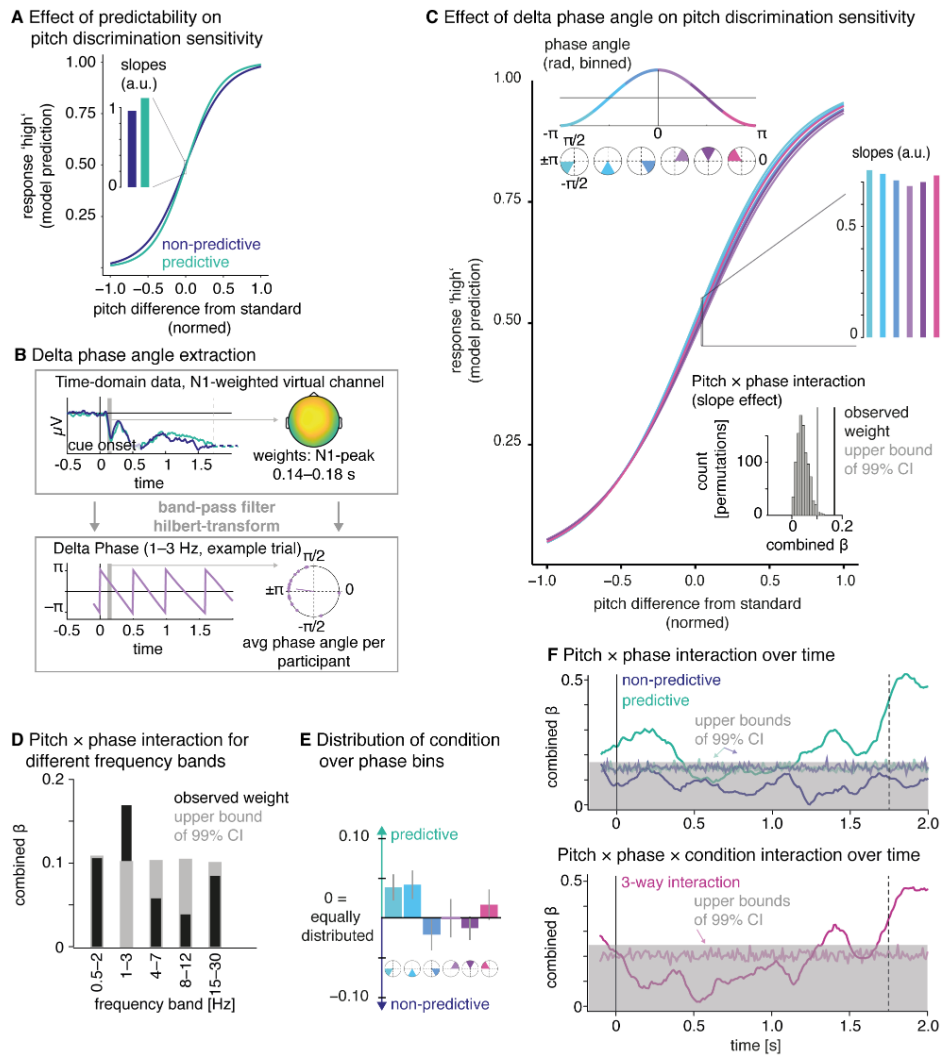 A Effect of predictability on
pitch discrimination sensitivity
slopes
(a.u.)
1
0
1.00
0.75
0.50
0.25
response 'high'
(model prediction)
non-predictive
predictive
−1.0 −0.5 0.0 0.5 1.0
pitch difference from standard
(normed)
B Delta phase angle extraction
Time-domain data, N1-weighted virtual channel
µV
cue onset
-0.5 0 0.5 1 1.5
time
weights: N1-peak
0.14–0.18 s
band-pass filter
hilbert-transform
Delta Phase (1–3 Hz, example trial)
π
−π
-0.5 0 0.5 1 1.5
time
π/2
±π 0
-π/2
avg phase angle per
participant
C Effect of delta phase angle on pitch discrimination sensitivity
phase angle
(rad, binned)
-π 0 π
π/2
±π 0
-π/2
1.00
0.75
0.50
0.25
response 'high'
(model prediction)
slopes (a.u.)
0.5
0
Pitch × phase interaction
(slope effect)
observed
weight
upper bound
of 99% CI
count
[permutations]
100
0
0 0.2
combined β
−1.0 −0.5 0.0 0.5 1.0
pitch difference from standard
(normed)
D Pitch × phase interaction for
different frequency bands
0.2
0.1
0
combined β
observed weight
upper bound
of 99% CI
0.5–2 1–3 4–7 8–12 15–30
frequency band [Hz]
E Distribution of condition
over phase bins
0.10
predictive
0 =
equally
distributed
−0.10
non-predictive
F Pitch × phase interaction over time
0.5
0
combined β
non-predictive
predictive
upper bounds
of 99% CI
0 0.5 1.0 1.5 2.0
Pitch × phase × condition interaction over time
0.5
0
combined β
3-way interaction
upper bounds
of 99% CI
0 0.5 1.0 1.5 2.0
time [s]